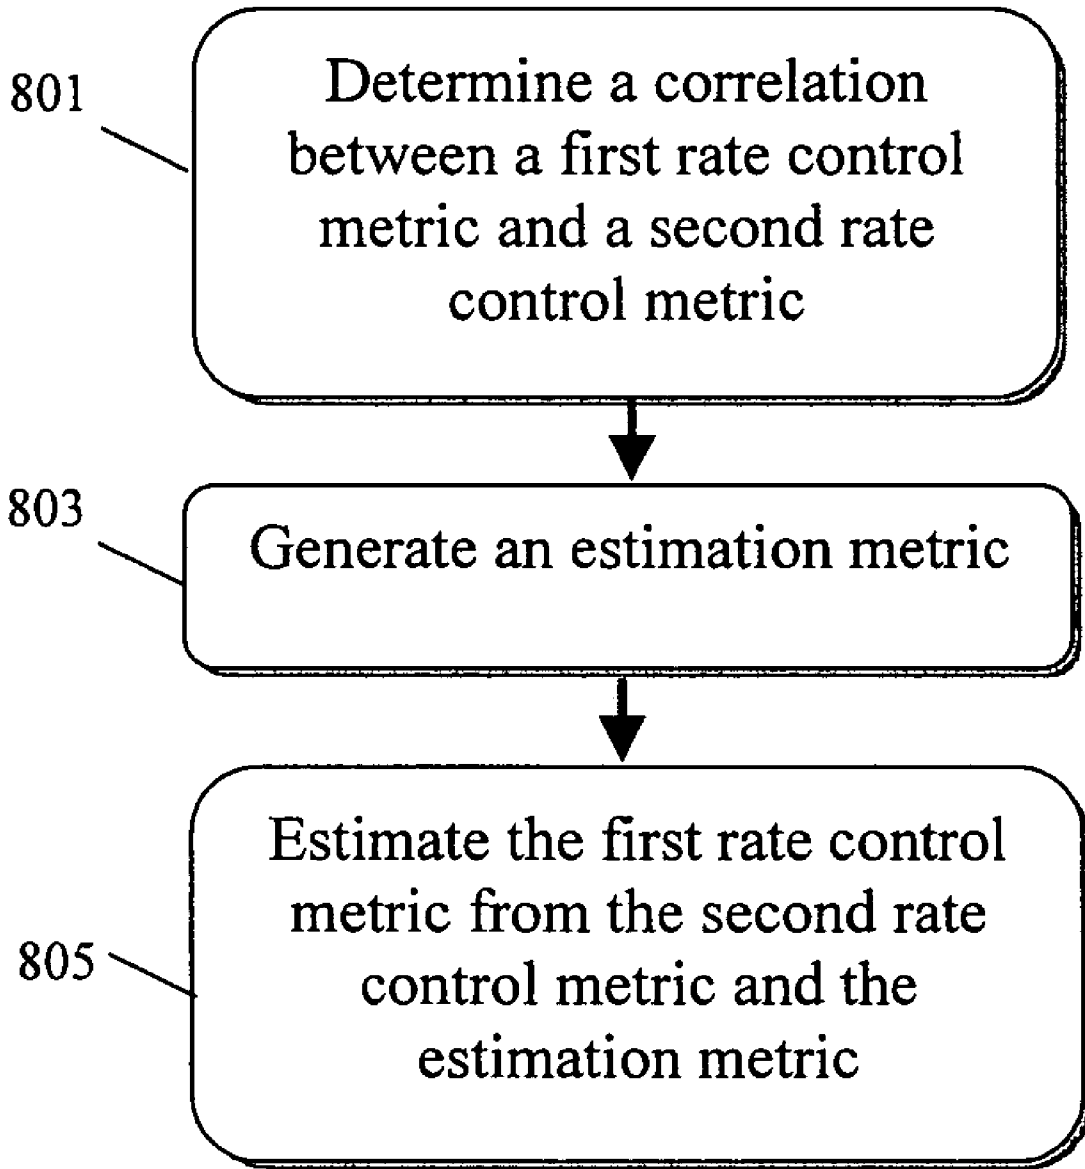 801
Determine a correlation
between a first rate control
metric and a second rate
control metric
803
Generate an estimation metric
805
Estimate the first rate control
metric from the second rate
control metric and the
estimation metric